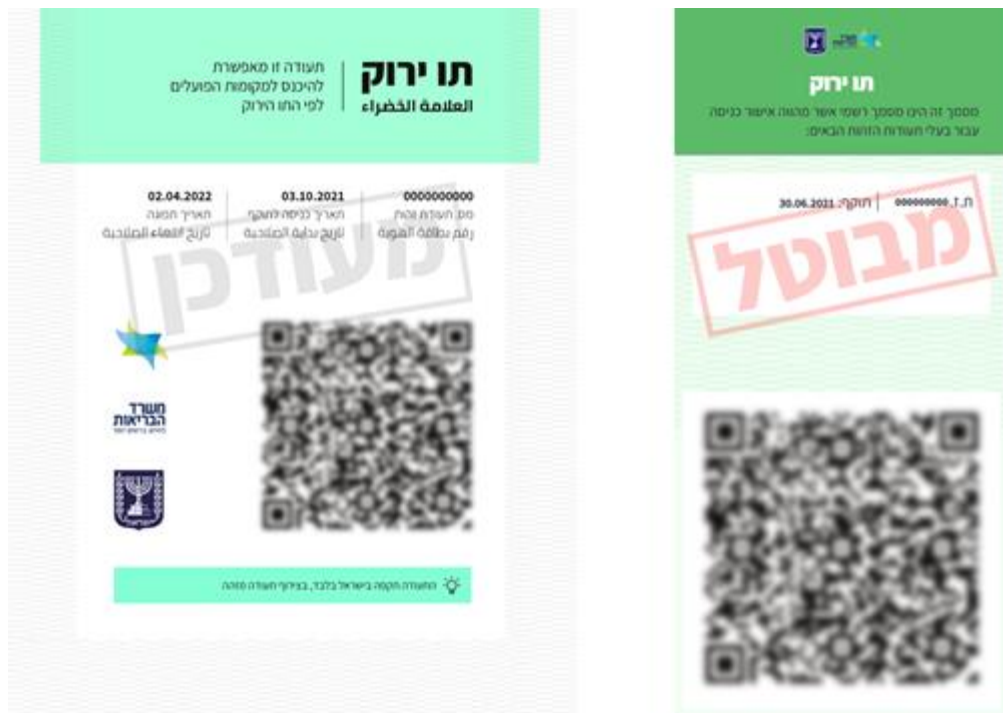 תו ירוק
العلامة الخضراء
תעודה זו מאפשרת
להיכנס למקומות הפועלים
לפי התו הירוק
0000000000
מס. תעודת זהות
رقم بطاقة الهوية
03.10.2021
תאריך כניסה לתוקף
تاريخ بداية الصلاحية
02.04.2022
תאריך תפוגה
تاريخ انتهاء الصلاحية
מעודכן
משרד
הבריאות
התעודה תקפה בישראל בלבד, בצירוף תעודה מזהה
תו ירוק
מסמך זה הינו מסמך רשמי אשר מהווה אישור כניסה
עבור בעלי תעודות הזהות הבאים:
ת.ז. 000000000 | תוקף: 30.06.2021
מבוטל